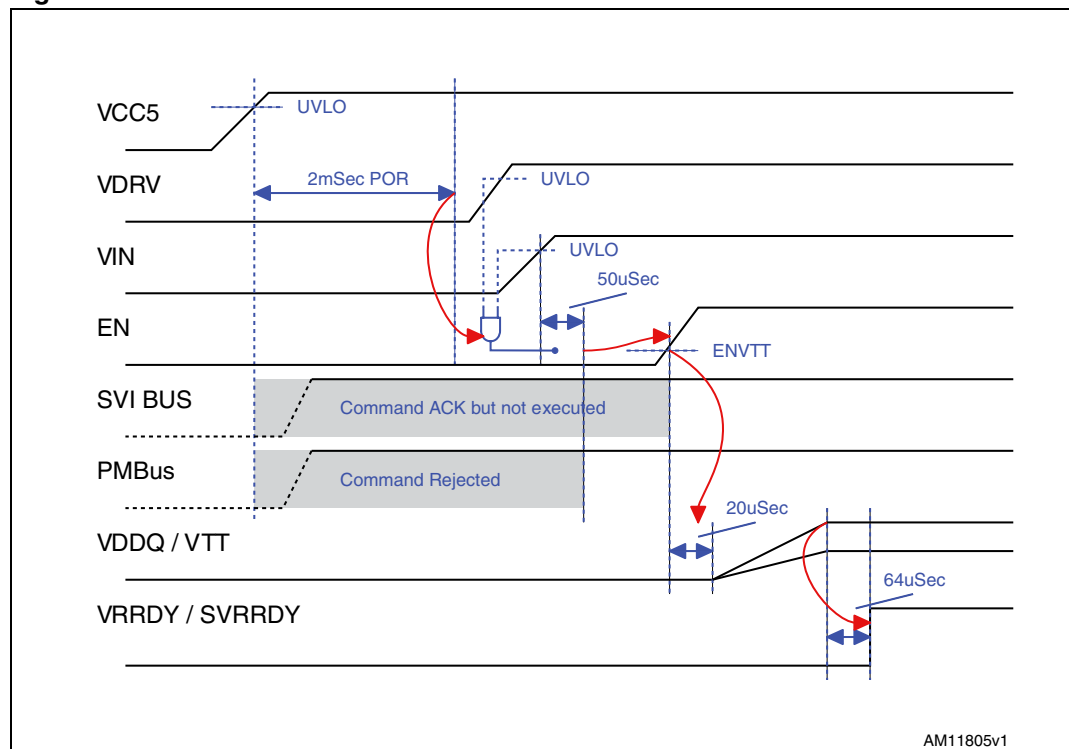 VCC5
UVLO
2mSec POR
VDRV
UVLO
VIN
UVLO
50uSec
EN
ENVTT
SVI BUS
Command ACK but not executed
PMBus
Command Rejected
20uSec
VDDQ / VTT
64uSec
VRRDY / SVRRDY
AM11805v1